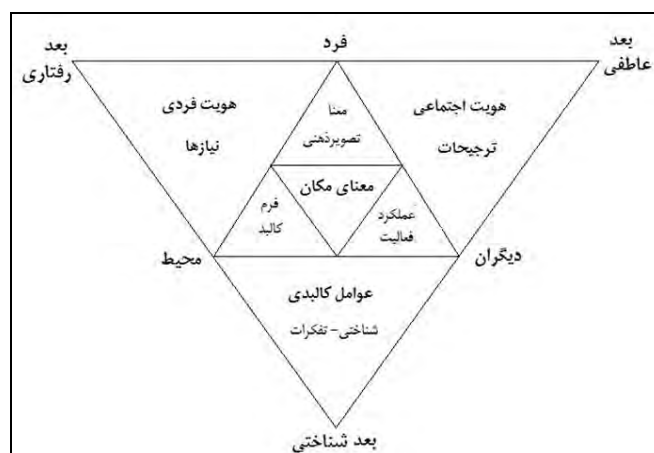 بعد
رفتاری
فرد
بعد
عاطفی
هویت فردی
نیازها
معنا
تصویرذهنی
هویت اجتماعی
ترجیحات
معنای مکان
فرم
کالبد
عملکرد
فعالیت
محیط
دیگران
عوامل کالبدی
شناختی- تفکرات
بعد شناختی